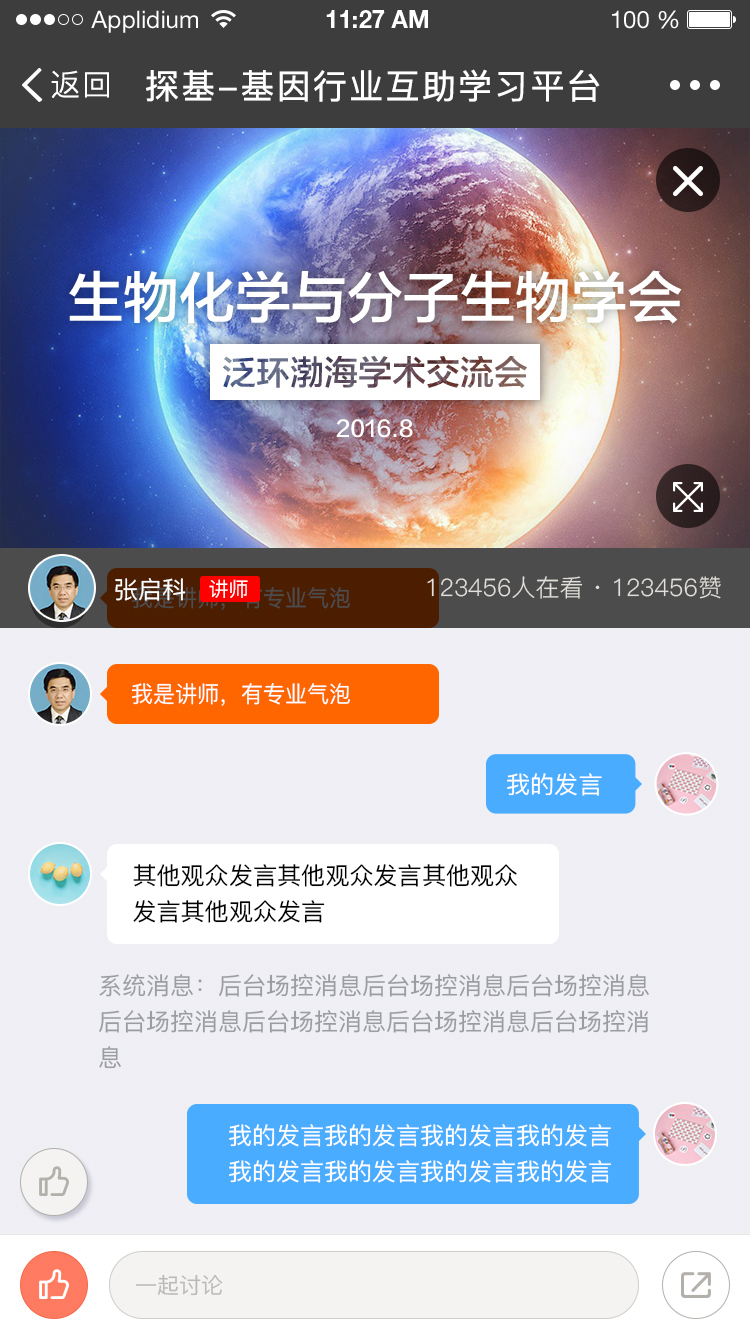 Applidium 11:27 AM 100 %
返回 探基-基因行业互助学习平台
生物化学与分子生物学会
泛环渤海学术交流会
2016.8
张启科 讲师 123456人在看 · 123456赞
我是讲师，有专业气泡
我是讲师，有专业气泡
我的发言
其他观众发言其他观众发言其他观众
发言其他观众发言
系统消息：后台场控消息后台场控消息后台场控消息
后台场控消息后台场控消息后台场控消息后台场控消
息
我的发言我的发言我的发言我的发言
我的发言我的发言我的发言我的发言
一起讨论